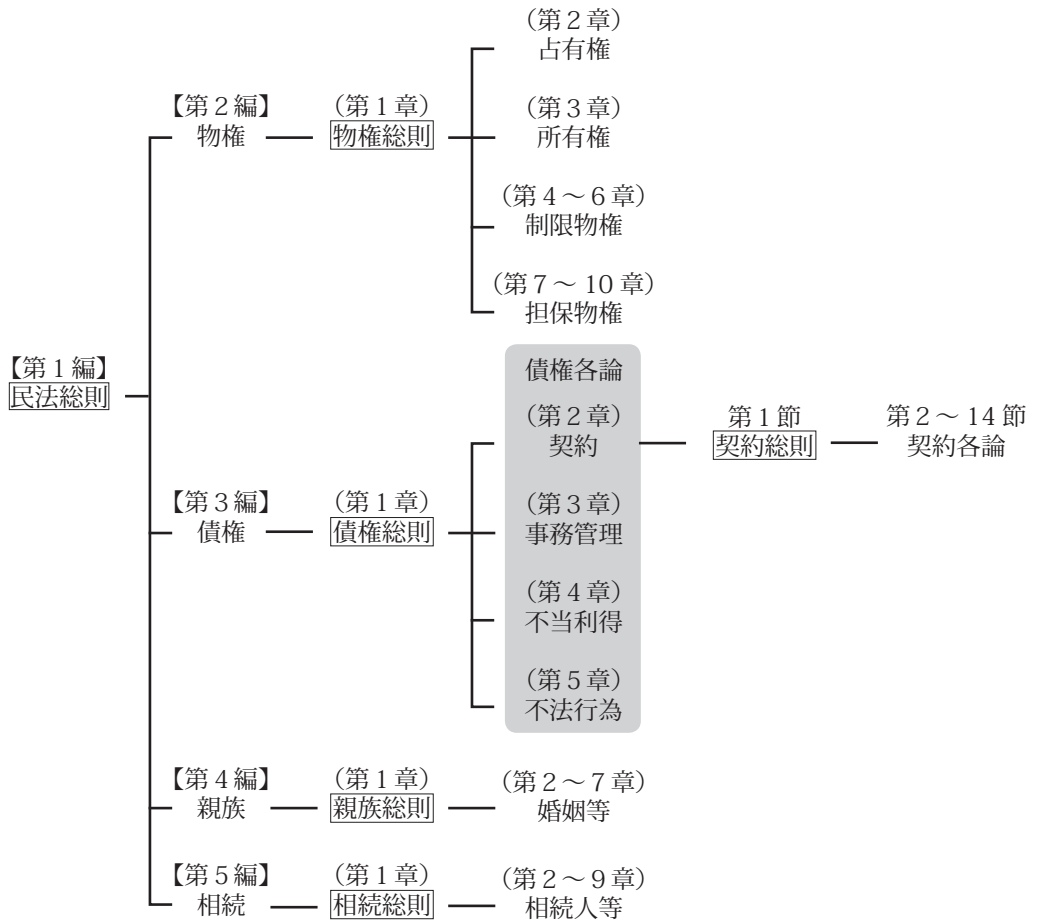 【第1編】
民法総則
【第2編】
物権
(第1章)
物権総則
(第2章)
占有権
(第3章)
所有権
(第4~6章)
制限物権
(第7~10章)
担保物権
【第3編】
債権
(第1章)
債権総則
債権各論
(第2章)
契約
第1節
契約総則
第2~14節
契約各論
(第3章)
事務管理
(第4章)
不当利得
(第5章)
不法行為
【第4編】
親族
(第1章)
親族総則
(第2~7章)
婚姻等
【第5編】
相続
(第1章)
相続総則
(第2~9章)
相続人等